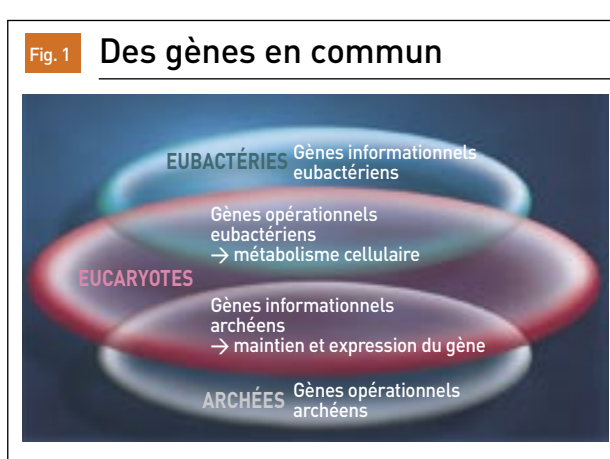 Fig. 1 Des gènes en commun
EUBACTÉRIES Gènes informationnels
eubactériens
Gènes opérationnels
eubactériens
→ métabolisme cellulaire
EUCARYOTES
Gènes informationnels
archéens
→ maintien et expression du gène
ARCHÉES Gènes opérationnels
archéens